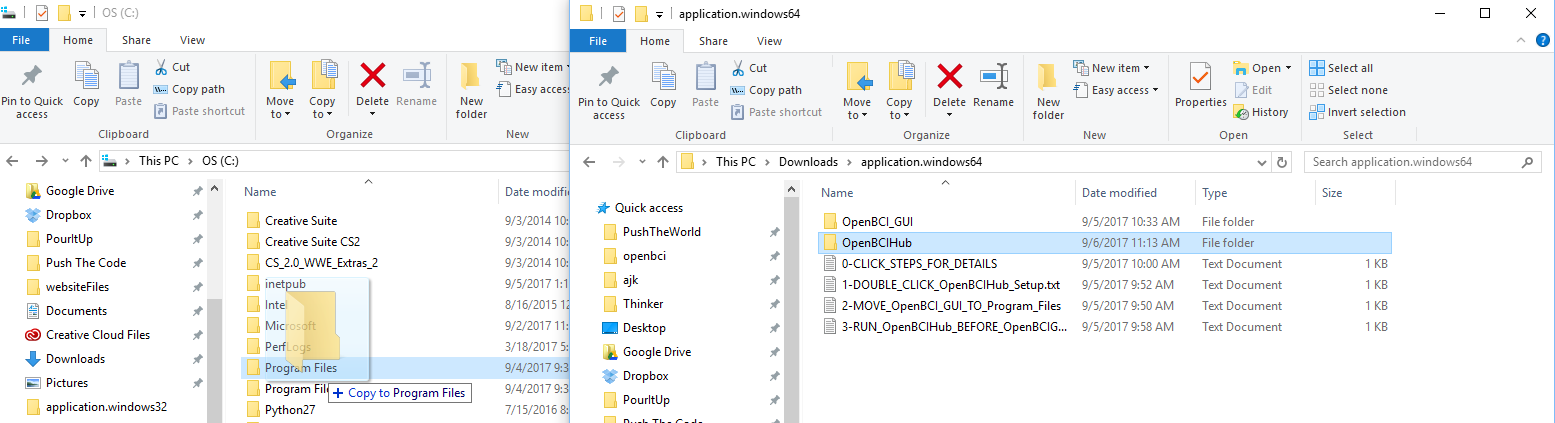 OS (C:)
File Home Share View
Pin to Quick access
Copy
Paste
Cut
Copy path
Paste shortcut
Clipboard
Move to
Copy to
Delete
Rename
Organize
New folder
New item
Easy access
New
This PC > OS (C:)
Google Drive
Dropbox
PourItUp
Push The Code
websiteFiles
Documents
Creative Cloud Files
Downloads
Pictures
application.windows32
Name Date modifie
Creative Suite 9/3/2014 10:
Creative Suite CS2 9/3/2014 10:
CS_2.0_WWE_Extras_2 9/3/2014 10:
inetpub 9/5/2017 1:1
Inte 8/16/2015 12
Microsoft 9/2/2017 11:
PerfLogs 3/18/2017 5:
Program Files 9/4/2017 9:3
Program File 9/4/2017 9:3
+ Copy to Program Files
Python27 7/15/2016 8:
application.windows64
File Home Share View
Pin to Quick access
Copy
Paste
Cut
Copy path
Paste shortcut
Clipboard
Move to
Copy to
Delete
Rename
Organize
New folder
New item
Easy access
New
Properties
Open
Edit
History
Open
Select all
Select none
Invert selection
Select
This PC > Downloads > application.windows64
Search application.windows64
Quick access
PushTheWorld
openbci
ajk
Thinker
Desktop
Google Drive
Dropbox
PourItUp
Push The Code
Name Date modified Type Size
OpenBCI_GUI 9/5/2017 10:33 AM File folder
OpenBCIHub 9/6/2017 11:13 AM File folder
0-CLICK_STEPS_FOR_DETAILS 9/5/2017 10:00 AM Text Document 1 KB
1-DOUBLE_CLICK_OpenBCIHub_Setup.txt 9/5/2017 9:52 AM Text Document 1 KB
2-MOVE_OpenBCI_GUI_TO_Program_Files 9/5/2017 9:50 AM Text Document 1 KB
3-RUN_OpenBCIHub_BEFORE_OpenBCIG... 9/5/2017 9:58 AM Text Document 1 KB